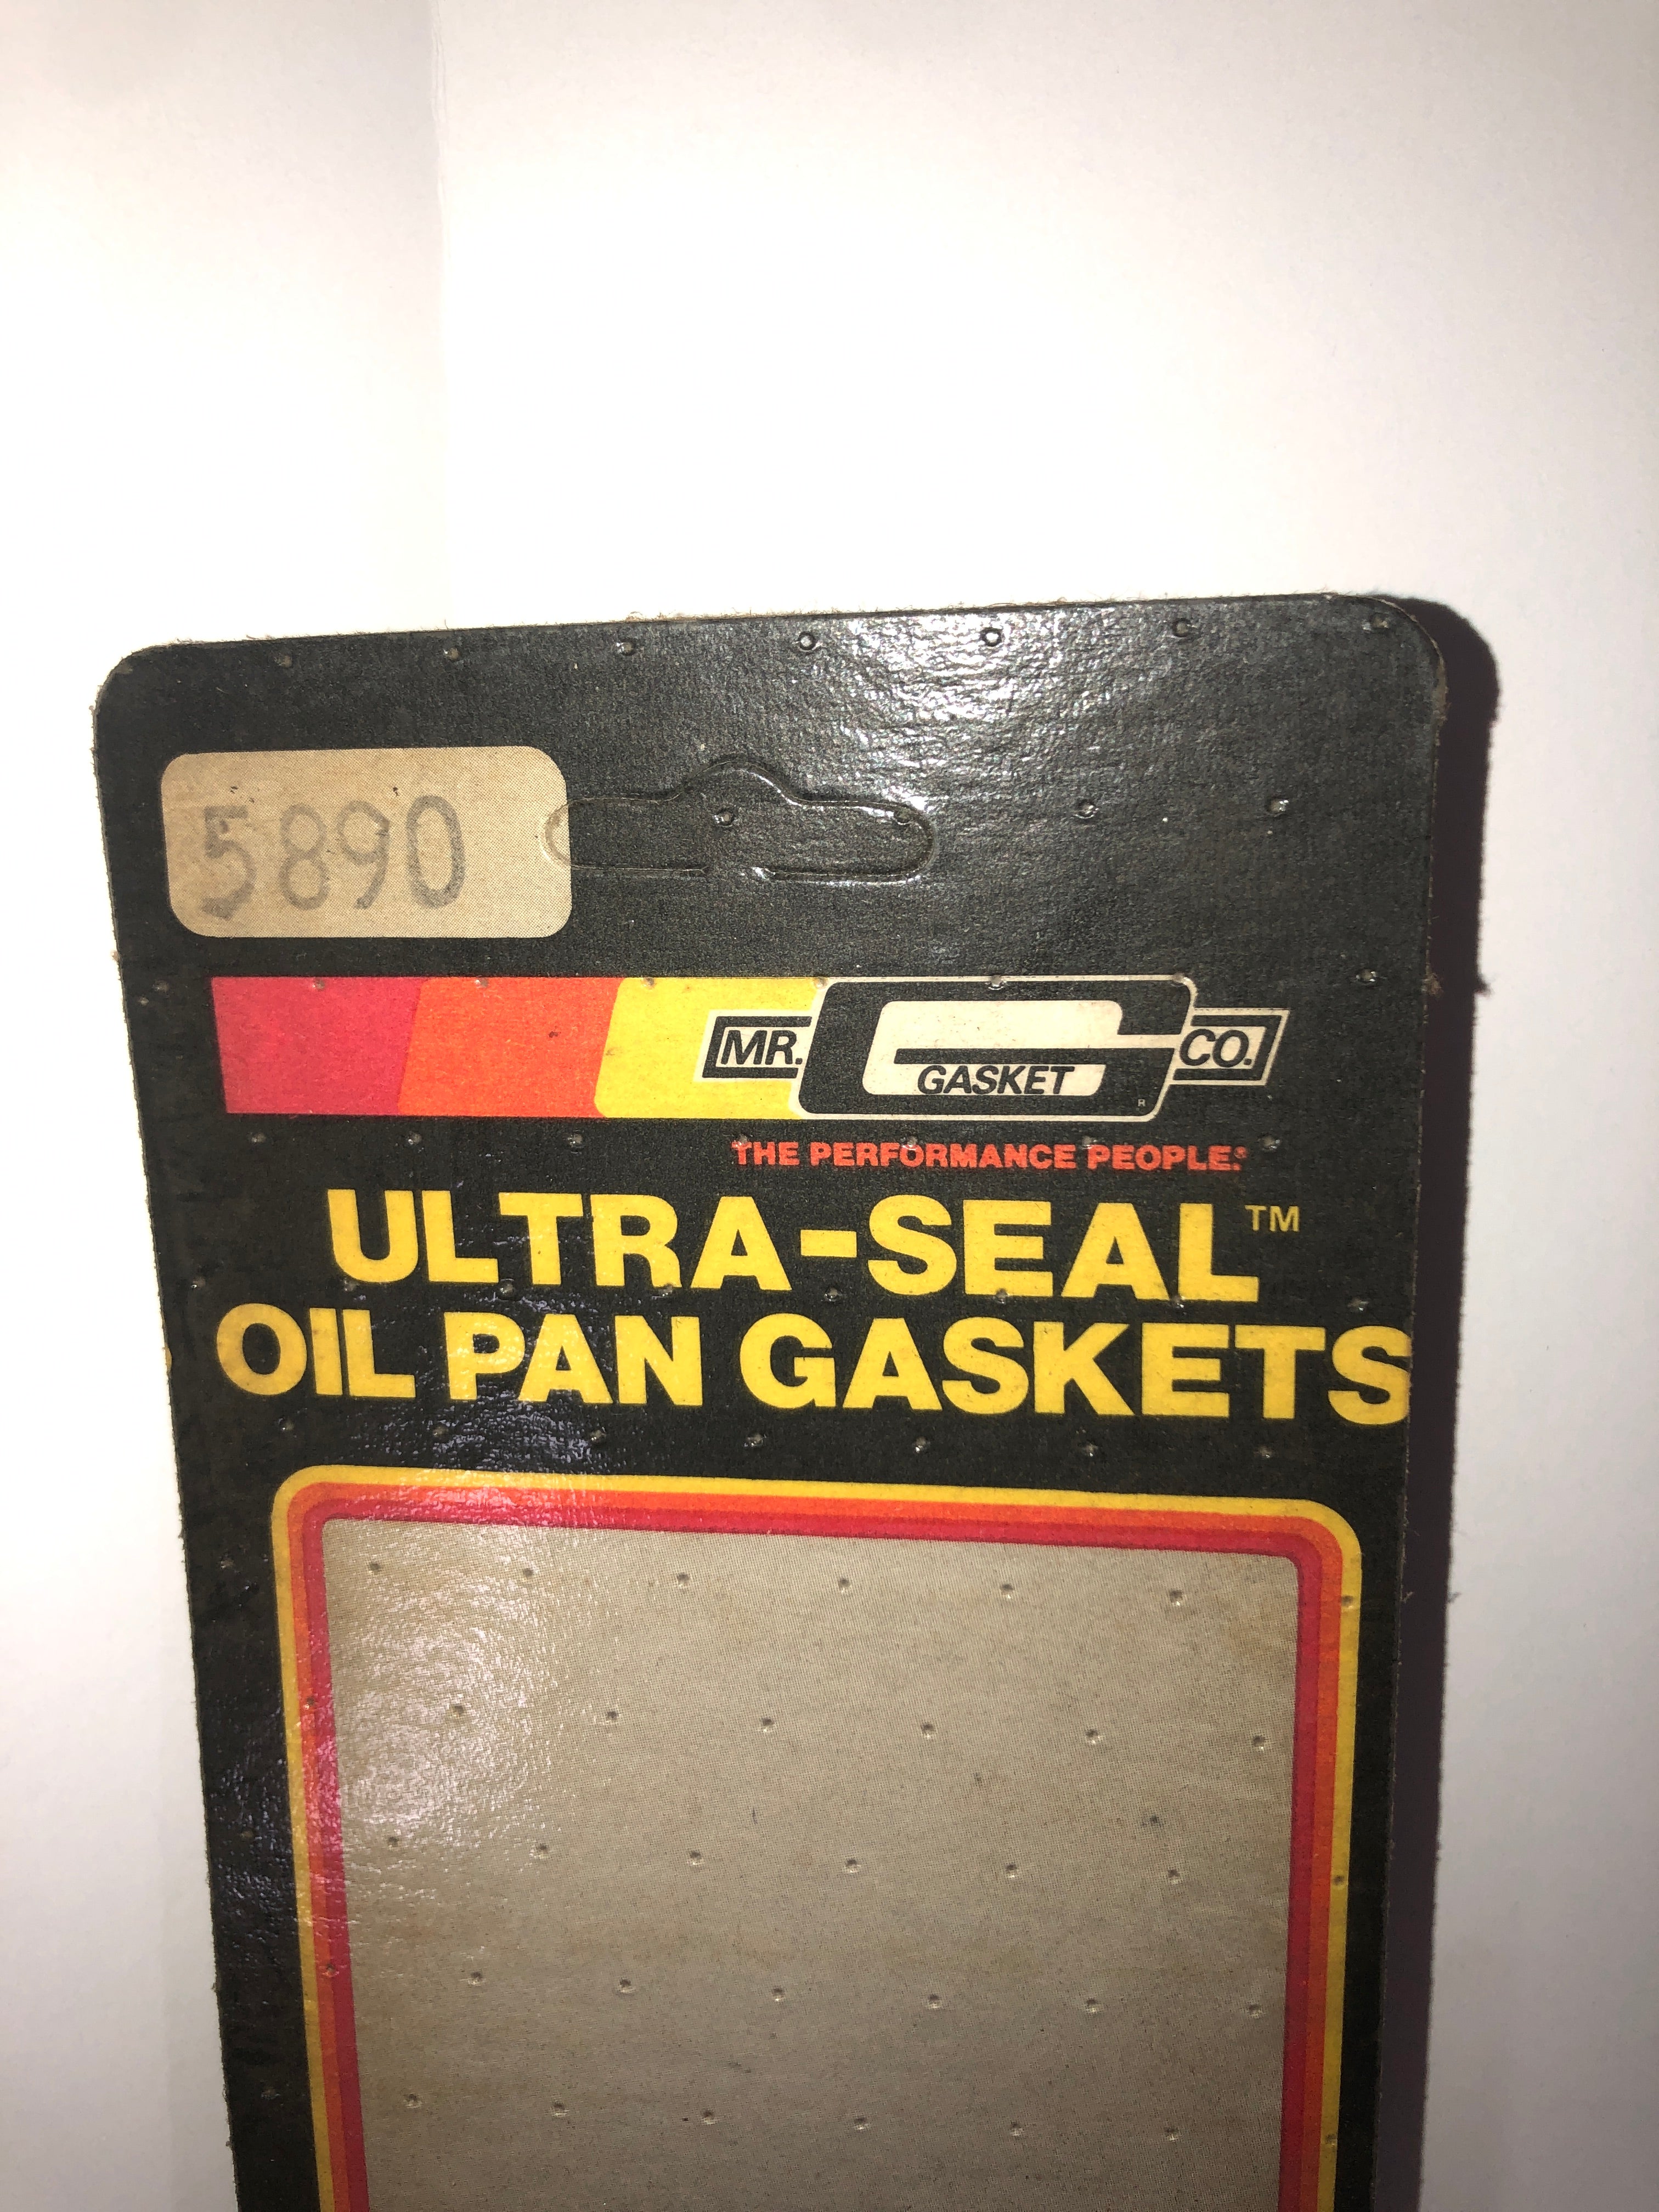 5890
MR. GASKET CO.
THE PERFORMANCE PEOPLE.®
ULTRA-SEAL™
OIL PAN GASKETS